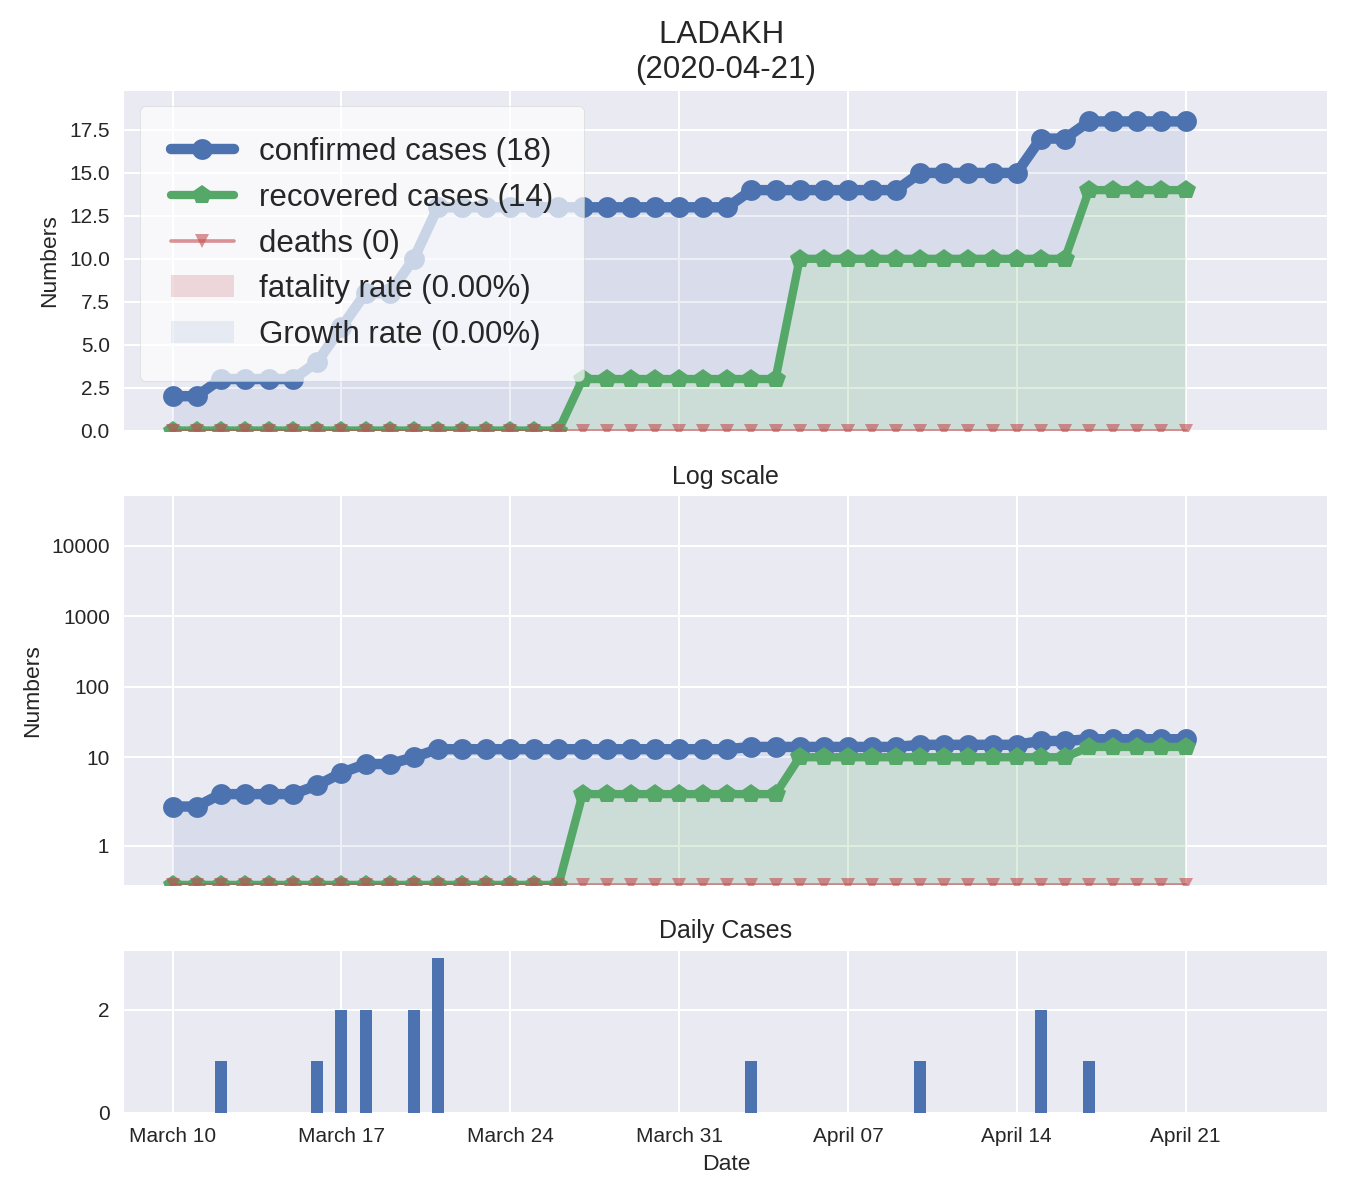 LADAKH
(2020-04-21)
Numbers
17.5
15.0
12.5
10.0
7.5
5.0
2.5
0.0
confirmed cases (18)
recovered cases (14)
deaths (0)
fatality rate (0.00%)
Growth rate (0.00%)
Log scale
Numbers
10000
1000
100
10
1
Daily Cases
2
0
March 10
March 17
March 24
March 31
April 07
April 14
April 21
Date